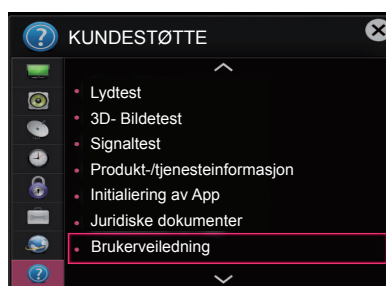 KUNDESTØTTE
Lydtest
3D- Bildetest
Signaltest
Produkt-/tjenesteinformasjon
Initialiering av App
Juridiske dokumenter
Brukerveiledning